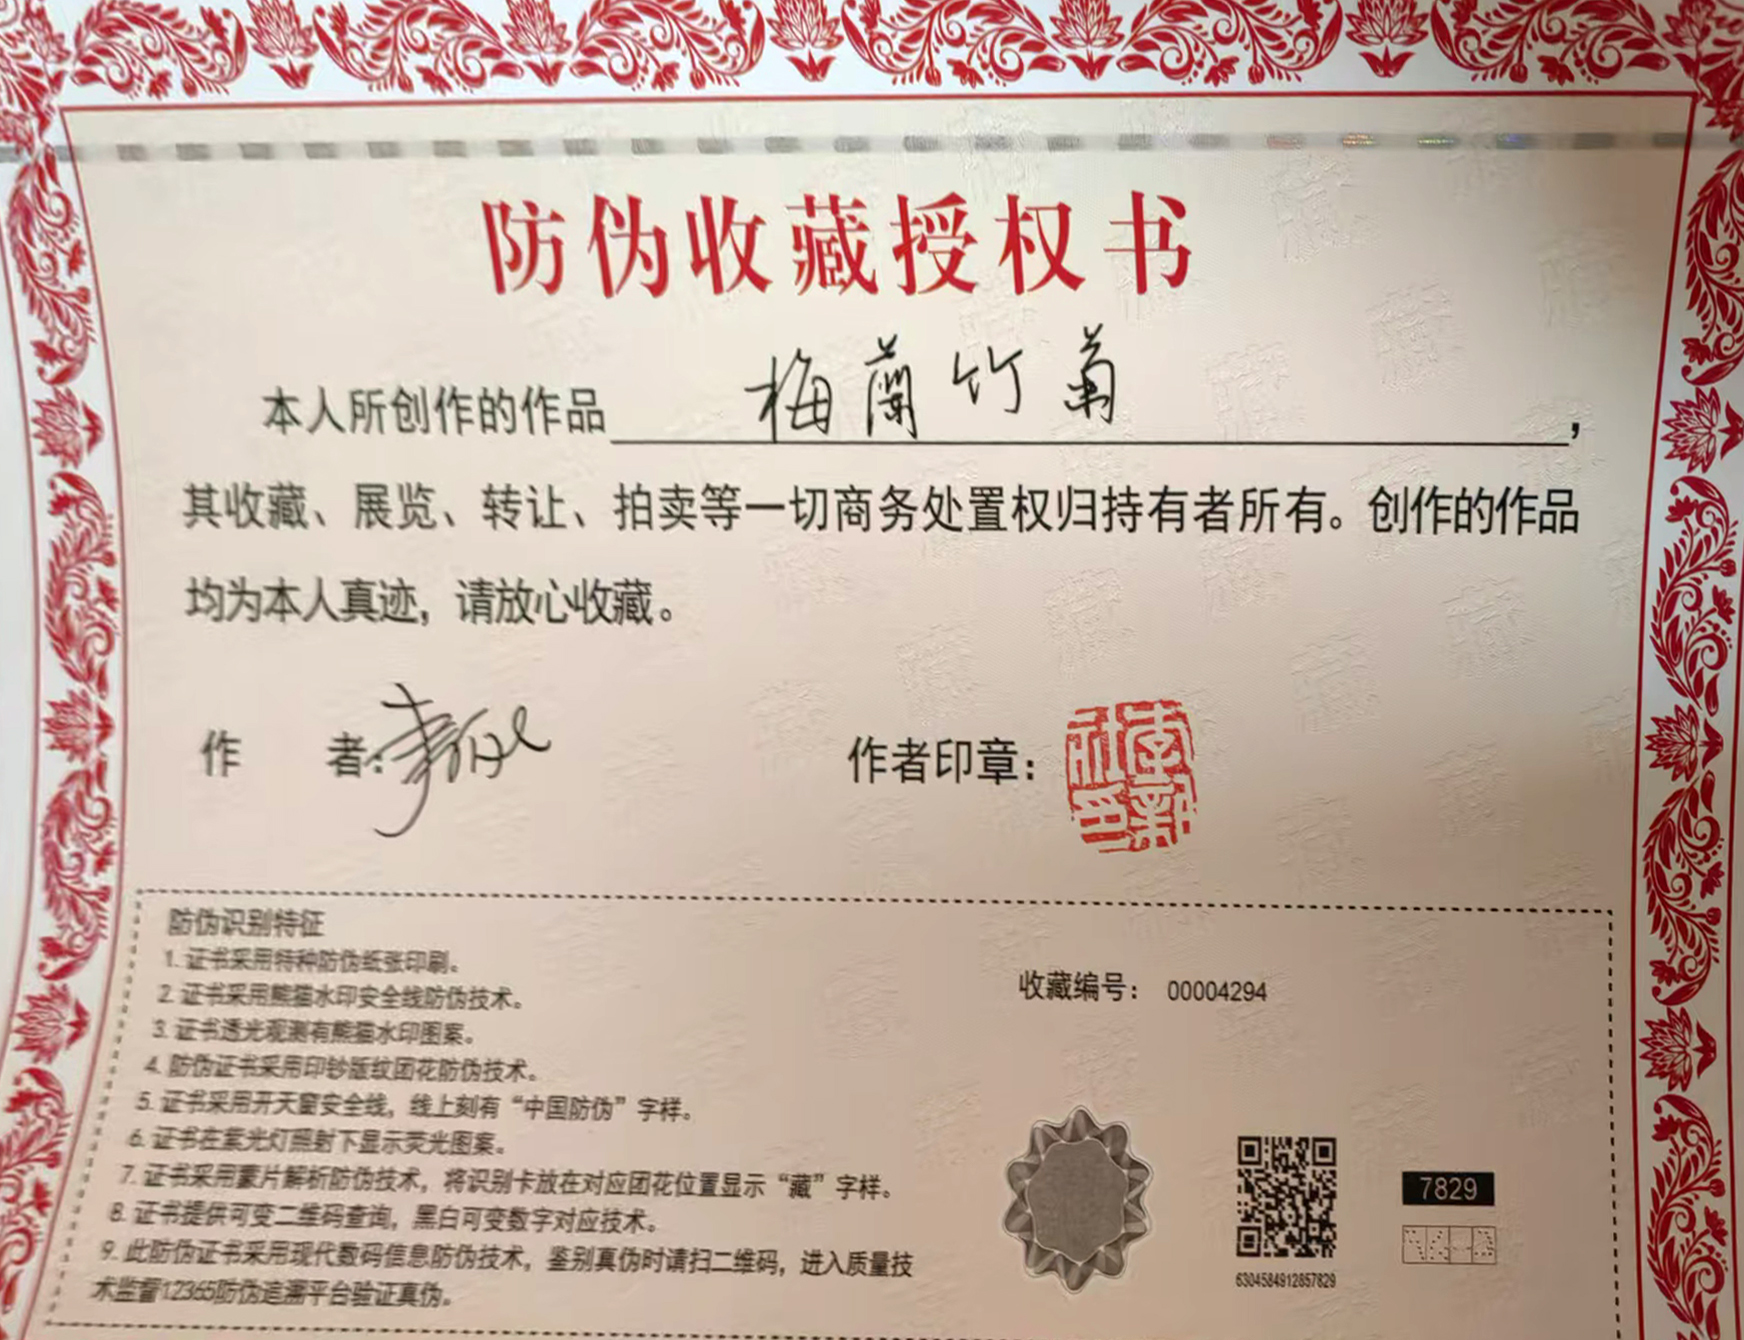 防伪收藏授权书
本人所创作的作品 梅蘭竹菊，
其收藏、展览、转让、拍卖等一切商务处置权归持有者所有。创作的作品
均为本人真迹，请放心收藏。
作 者： 作者印章：
防伪识别特征
1. 证书采用特种防伪纸张印刷。
2. 证书采用熊猫水印安全线防伪技术。
3. 证书透光观测有熊猫水印图案。
4. 防伪证书采用印钞版纹团花防伪技术。
5. 证书采用开天窗安全线，线上刻有“中国防伪”字样。
6. 证书在紫光灯照射下显示荧光图案。
7. 证书采用蒙片解析防伪技术，将识别卡放在对应团花位置显示“藏”字样。
8. 证书提供可变二维码查询，黑白可变数字对应技术。
9. 此防伪证书采用现代数码信息防伪技术，鉴别真伪时请扫二维码，进入质量技
术监督12365防伪追溯平台验证真伪。
收藏编号： 00004294
7829
6304584912857829